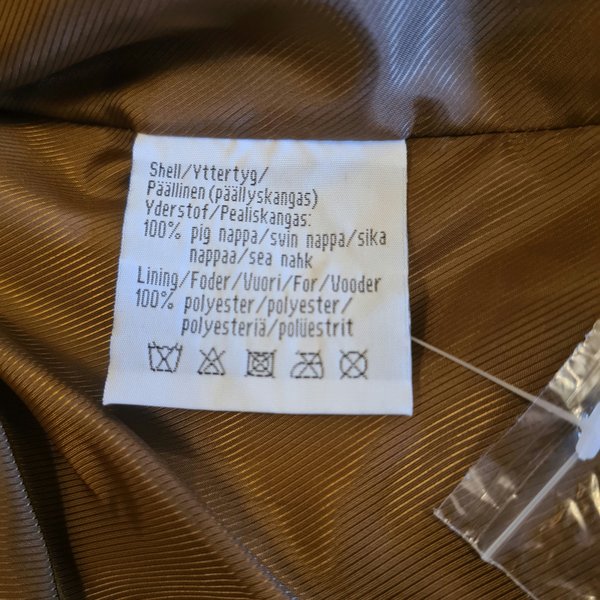 Shell/Yttertyg/
Päällinen (päällyskangas)
Yderstof/Pealiskangas:
100% pig nappa/svin nappa/sika
nappaa/sea nahk
Lining/Foder/Vuori/For/Vooder
100% polyester/polyester/
polyesteriä/polüestrit